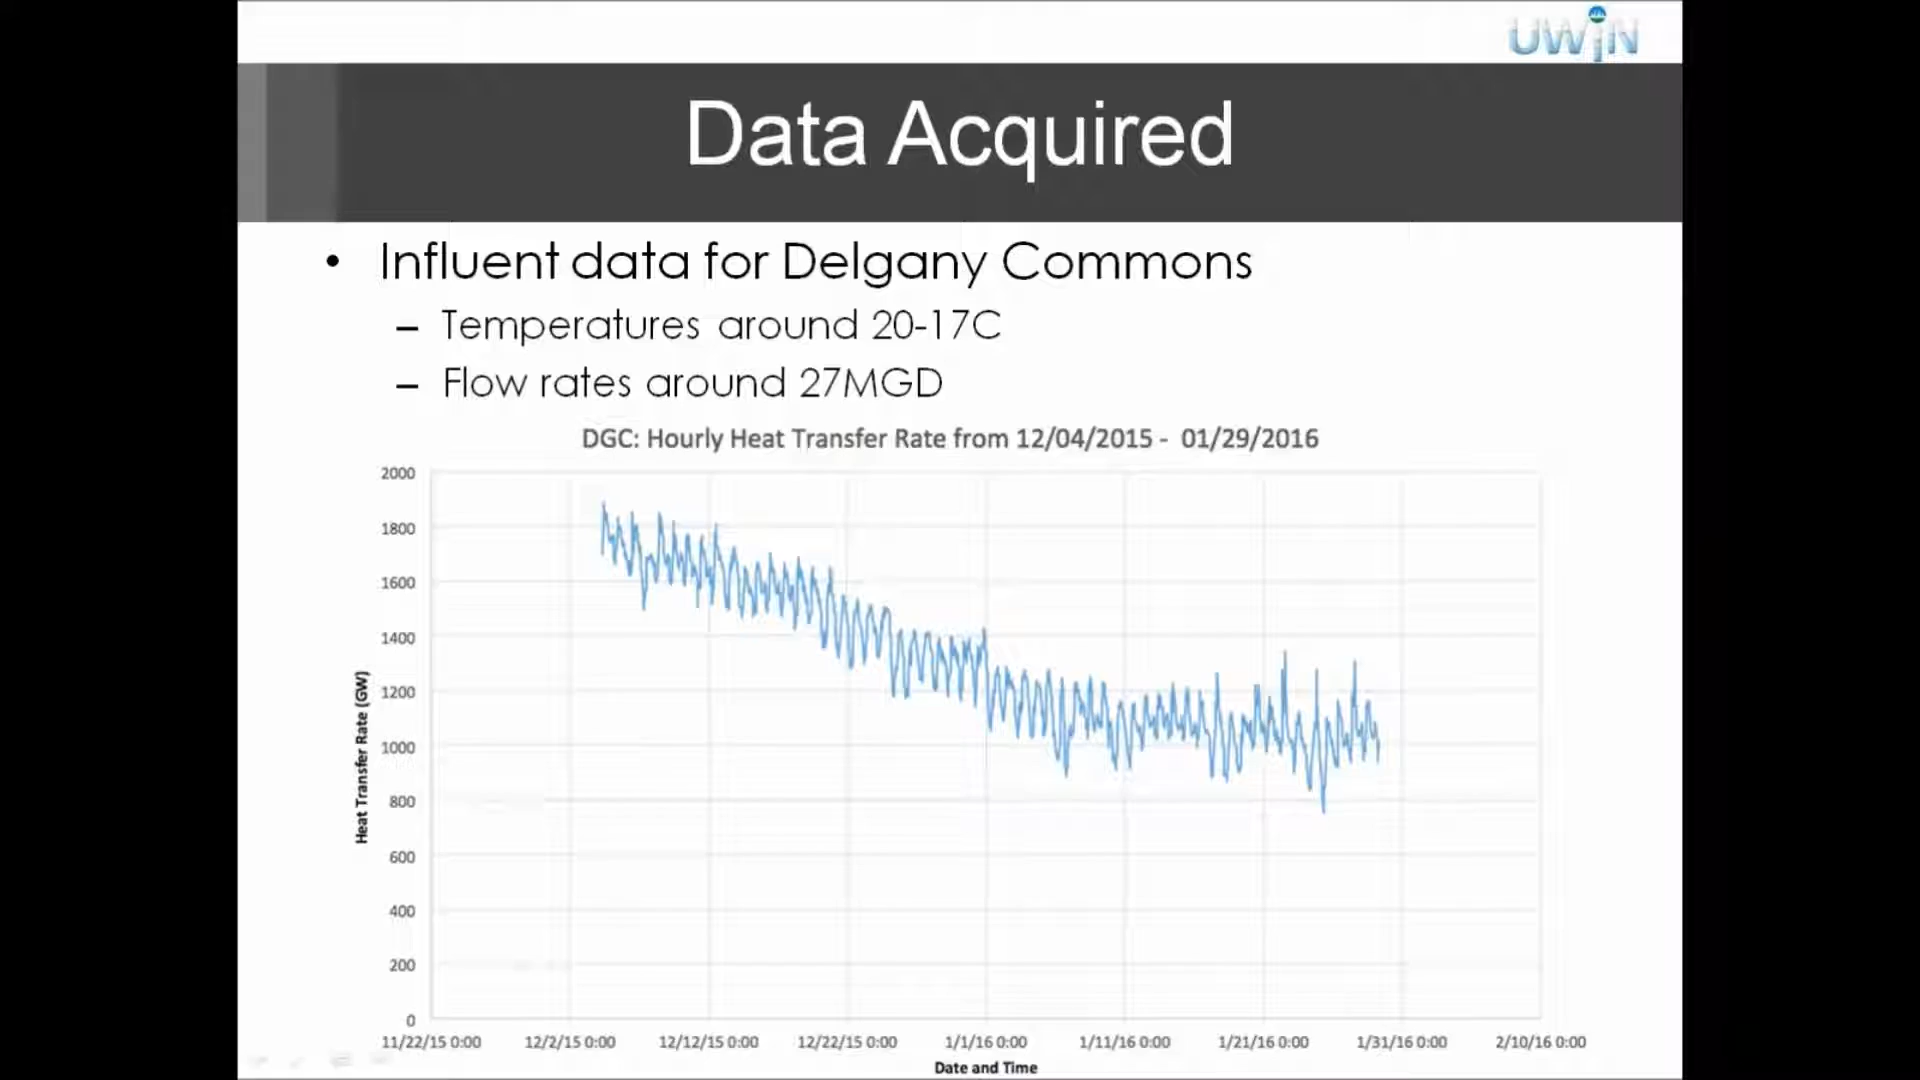 UWIN
Data Acquired
• Influent data for Delgany Commons
– Temperatures around 20-17C
– Flow rates around 27MGD
DGC: Hourly Heat Transfer Rate from 12/04/2015 - 01/29/2016
2000
1800
1600
1400
1200
1000
800
600
400
200
0
Heat Transfer Rate (GW)
11/22/15 0:00 12/2/15 0:00 12/12/15 0:00 12/22/15 0:00 1/1/16 0:00 1/11/16 0:00 1/21/16 0:00 1/31/16 0:00 2/10/16 0:00
Date and Time